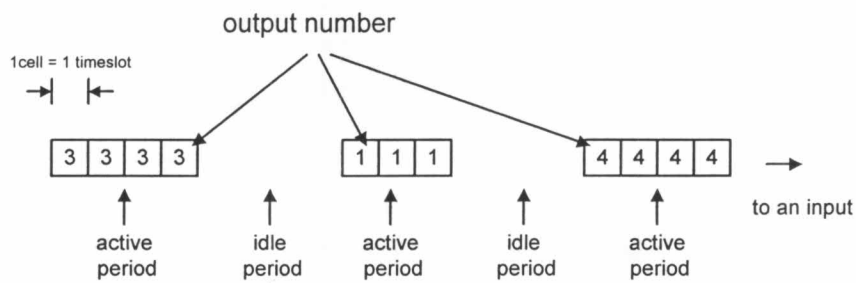 output number
1cell = 1 timeslot
3 3 3 3
1 1 1
4 4 4 4
to an input
active
period
idle
period
active
period
idle
period
active
period